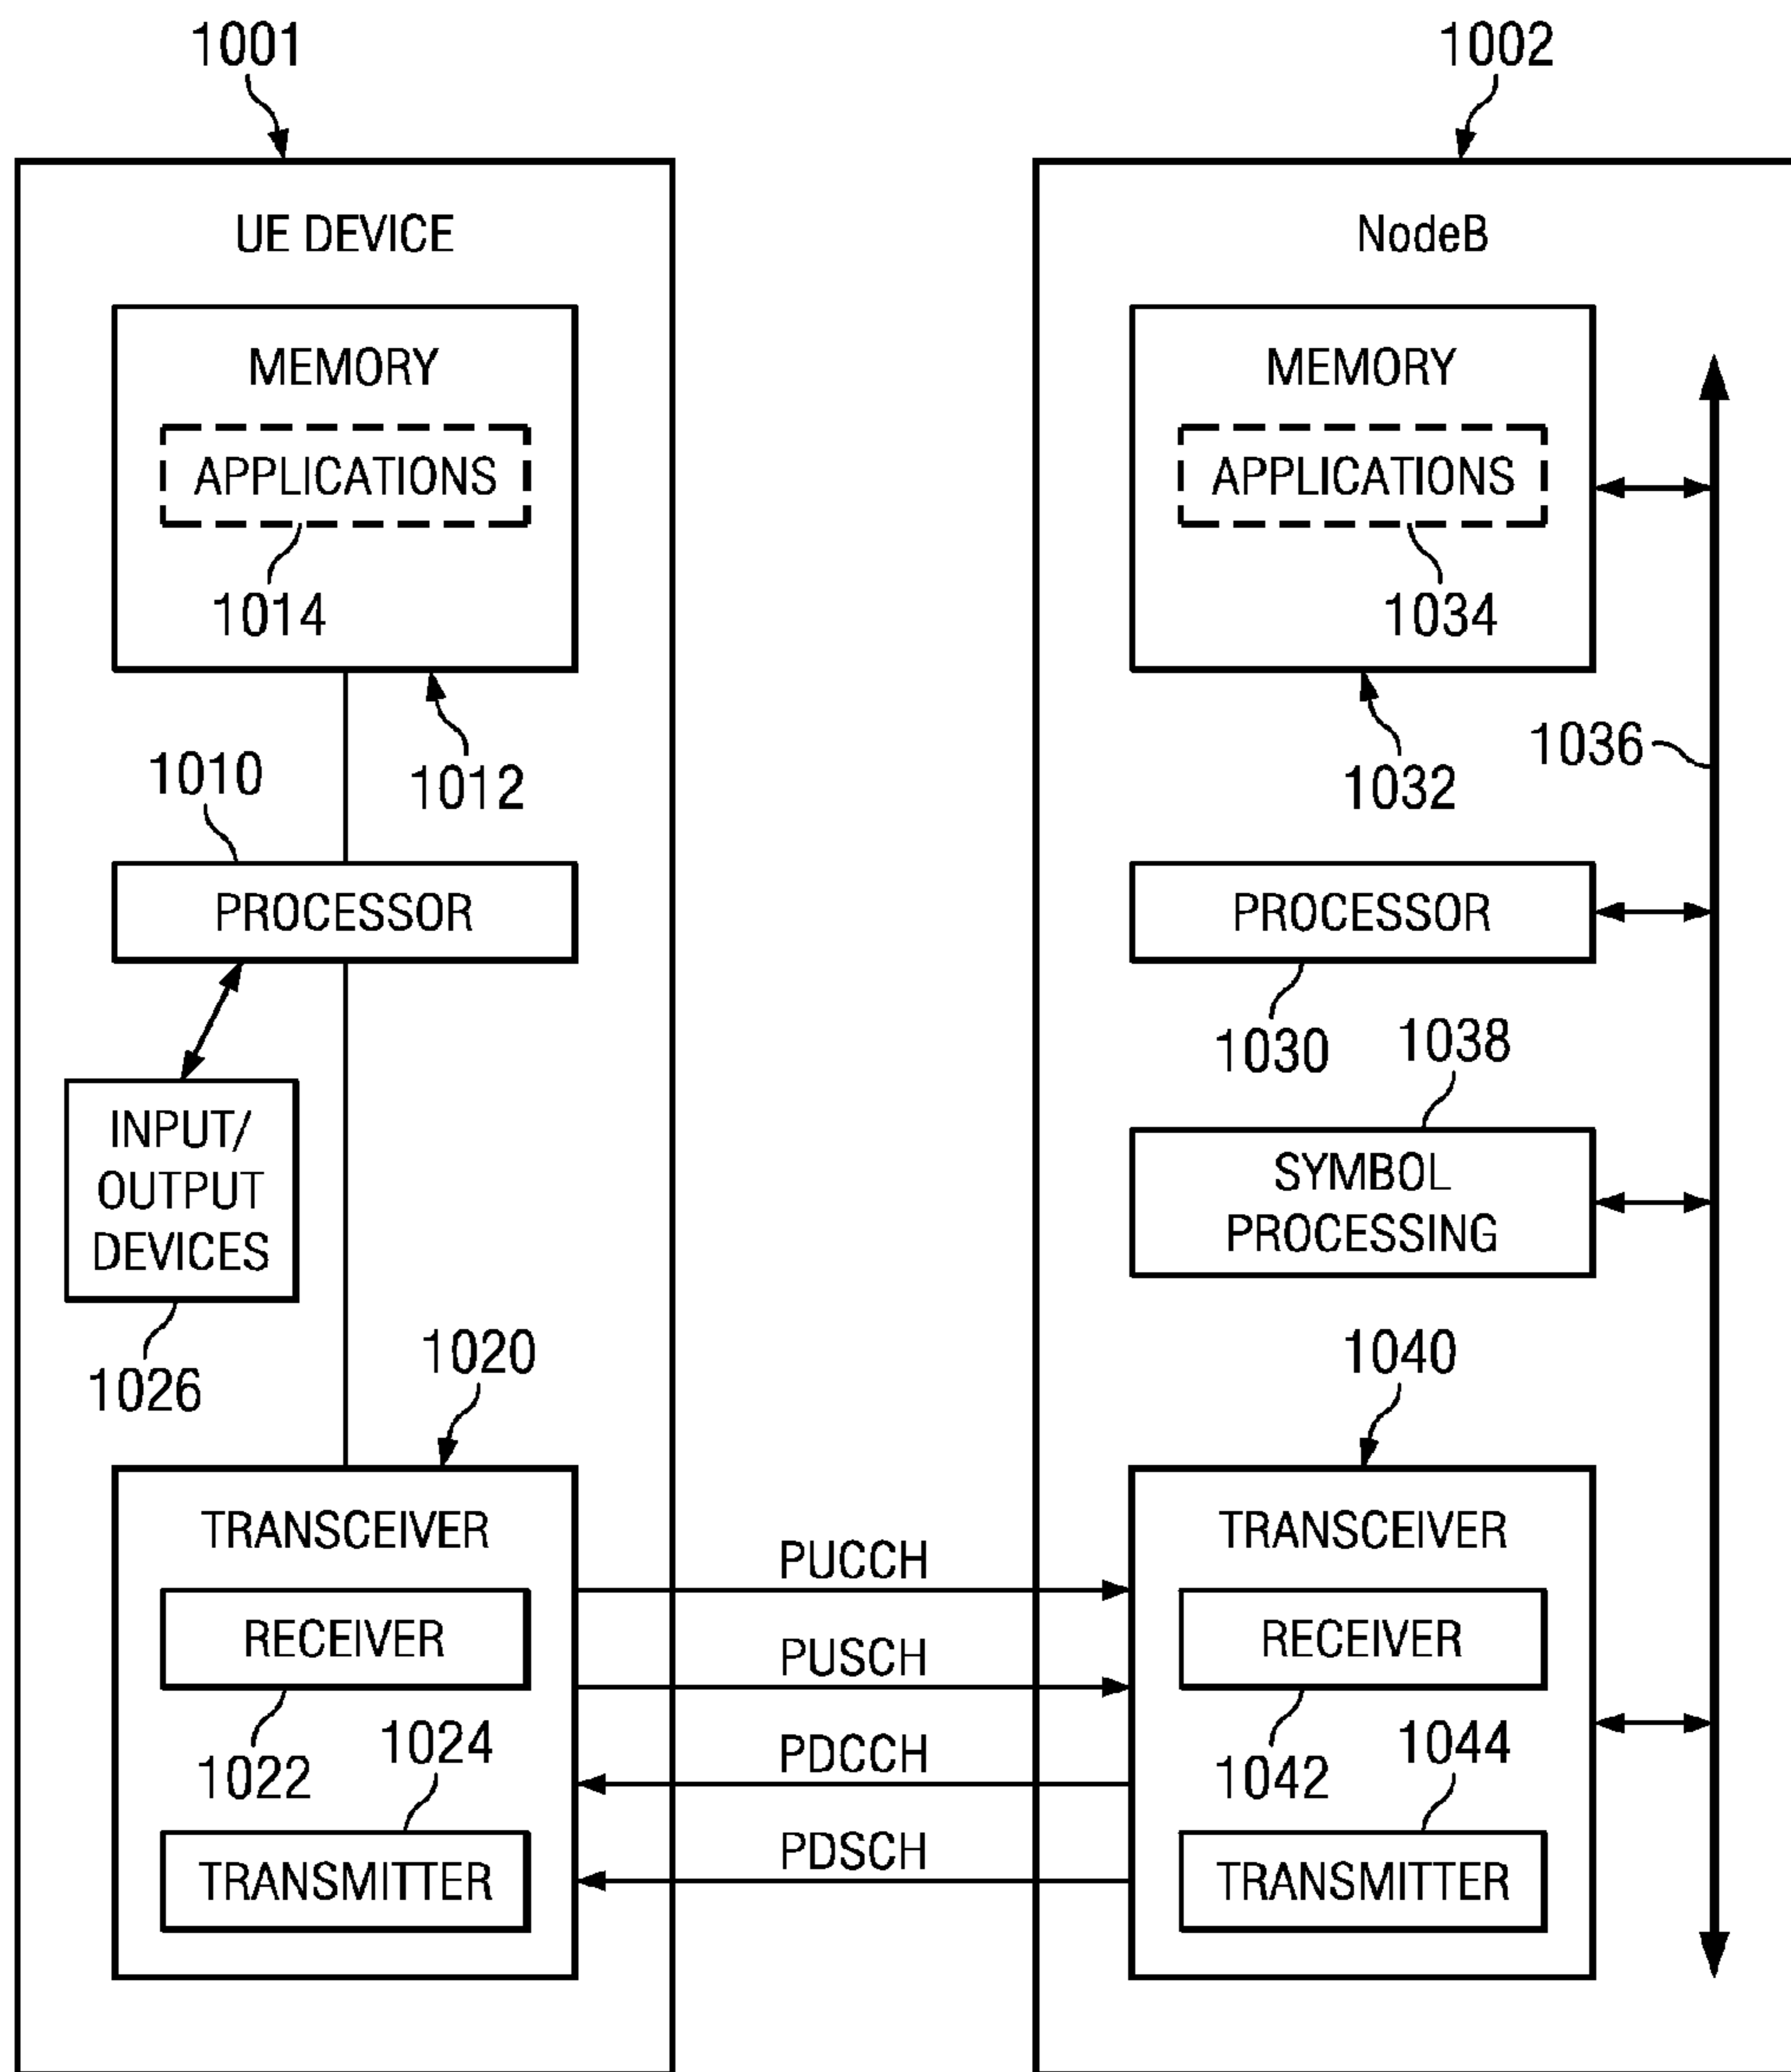 1001
1002
UE DEVICE
NodeB
MEMORY
APPLICATIONS
1014
1012
1010
PROCESSOR
INPUT/
OUTPUT
DEVICES
1026
1020
TRANSCEIVER
RECEIVER
1022
1024
TRANSMITTER
PUCCH
PUSCH
PDCCH
PDSCH
MEMORY
APPLICATIONS
1034
1032
1036
PROCESSOR
1030
1038
SYMBOL
PROCESSING
1040
TRANSCEIVER
RECEIVER
1042
1044
TRANSMITTER